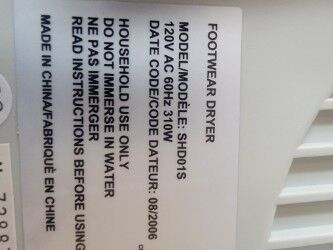 FOOTWEAR DRYER
MODEL/MODÈLE: SHD01S
120V AC 60Hz 310W
DATE CODE/CODE DATEUR: 08/2006
HOUSEHOLD USE ONLY
DO NOT IMMERSE IN WATER
NE PAS IMMERGER
READ INSTRUCTIONS BEFORE USING
MADE IN CHINA/FABRIQUÉ EN CHINE